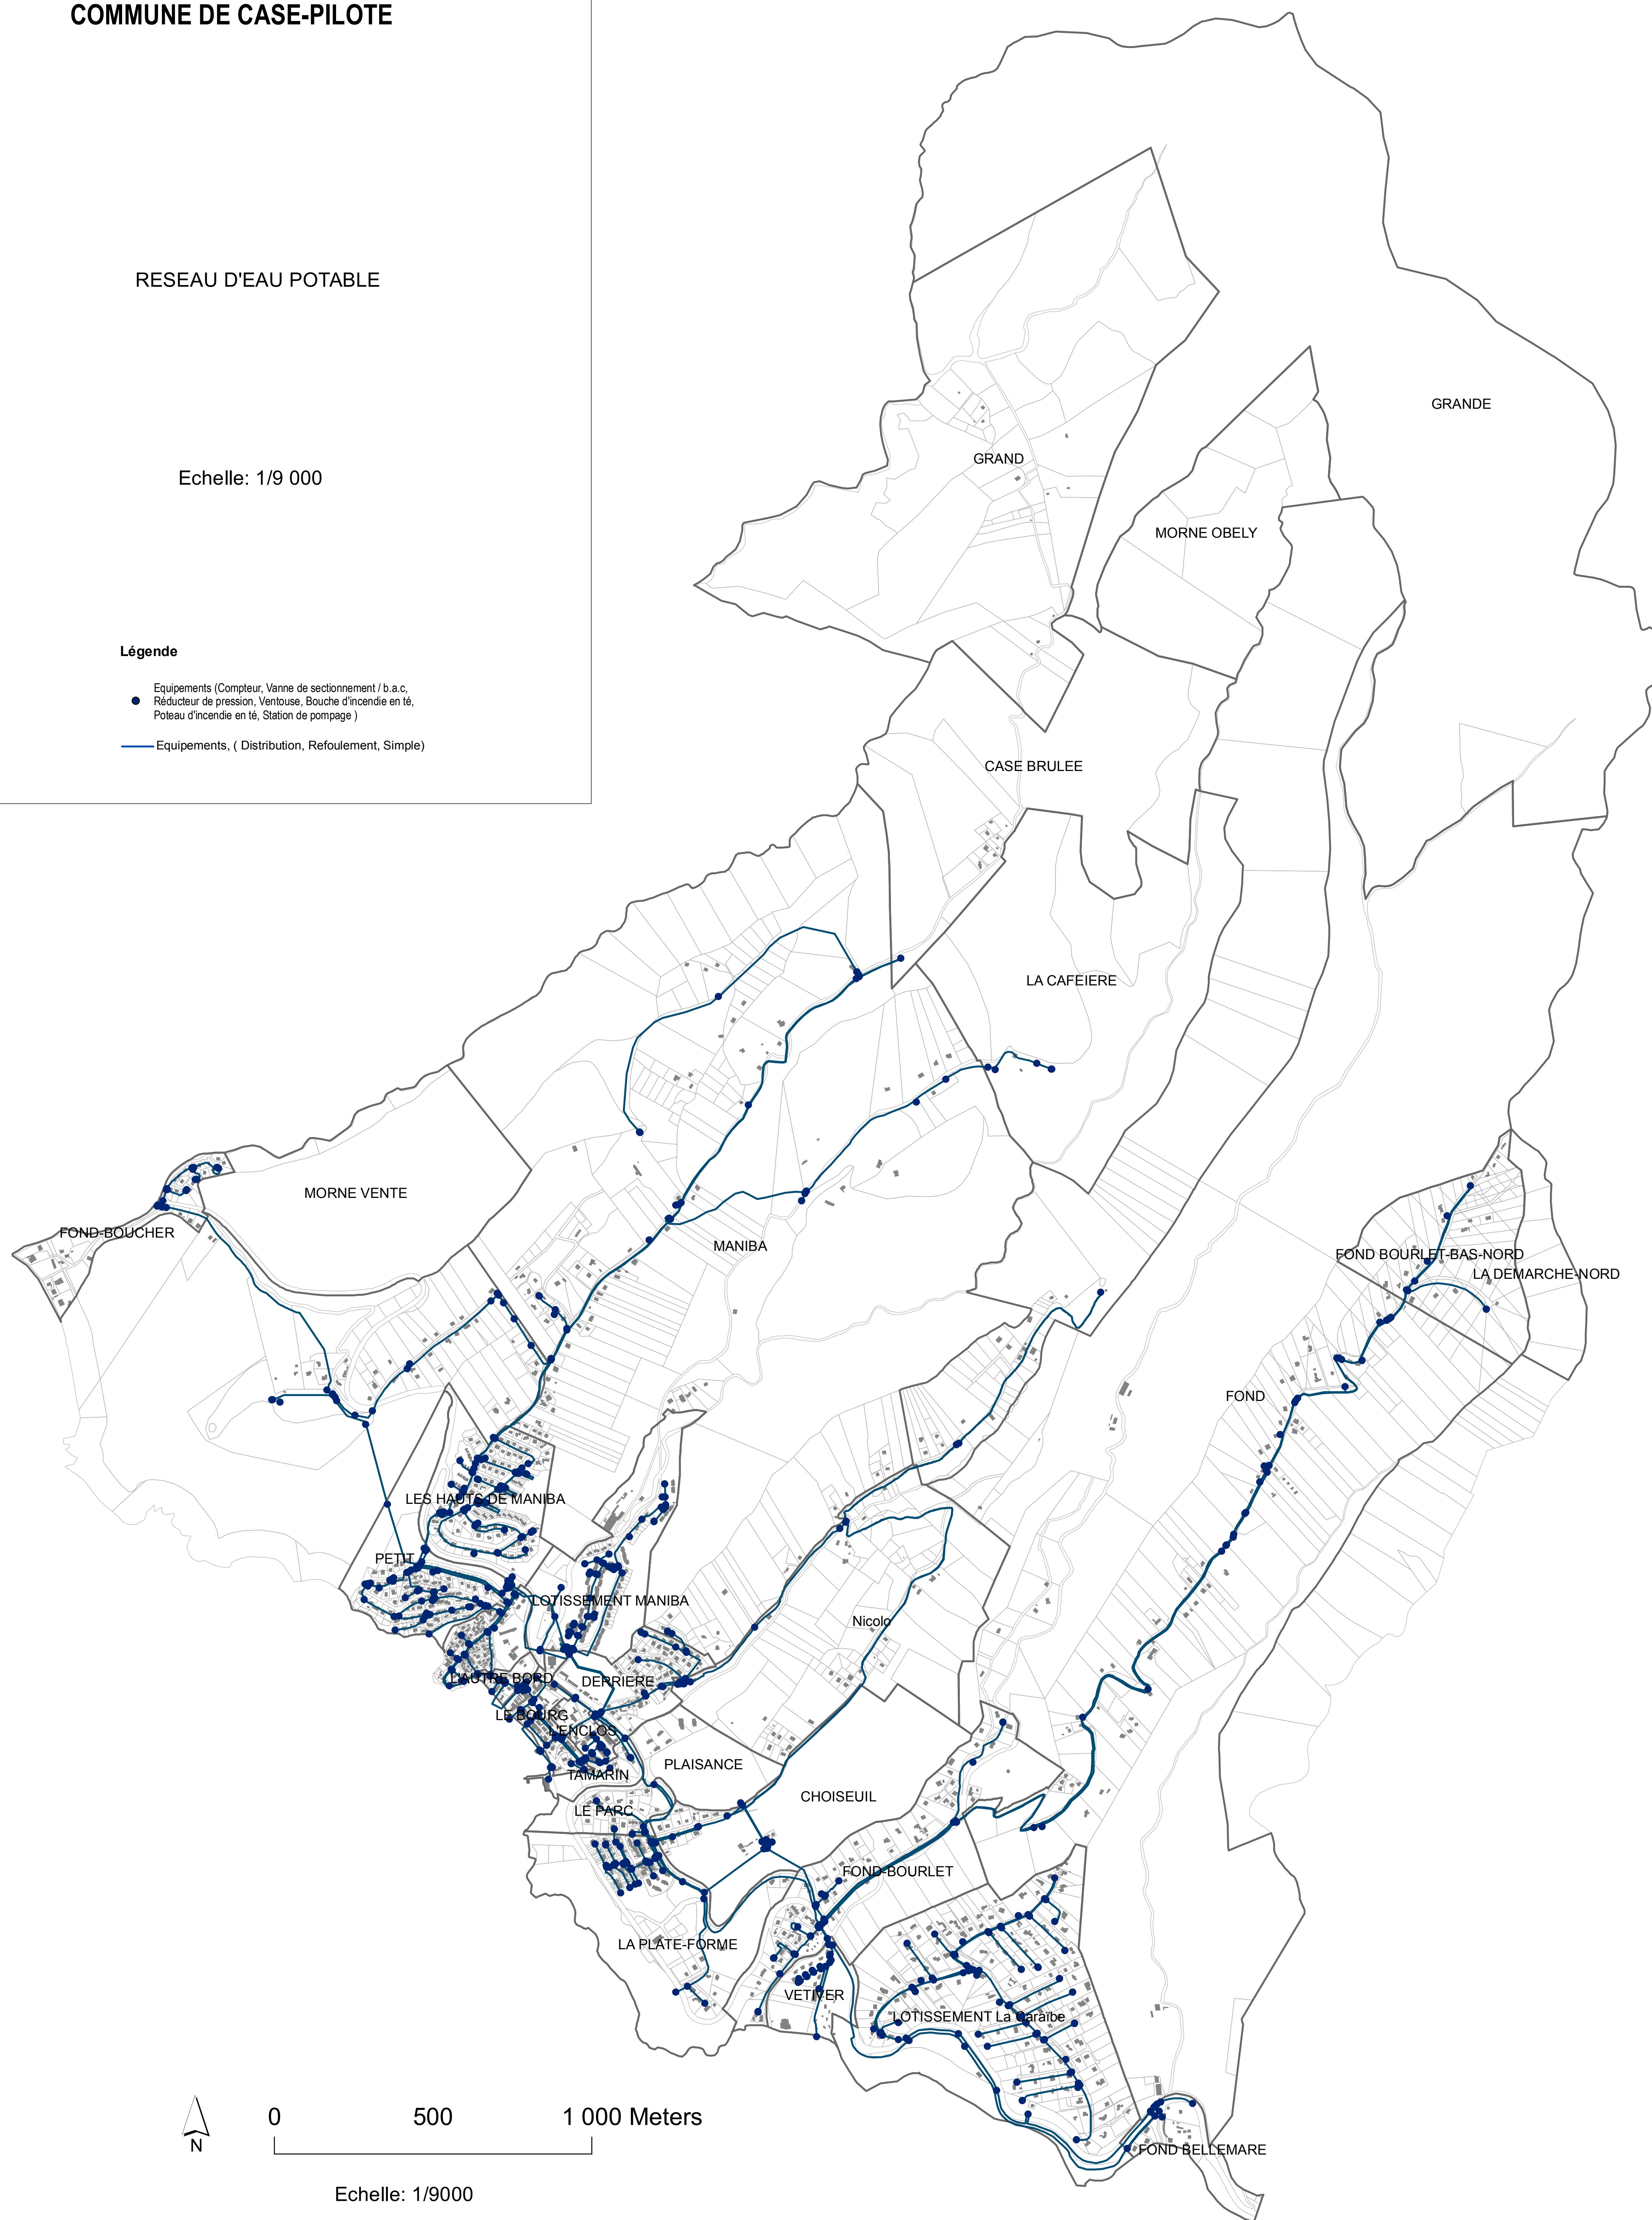 COMMUNE DE CASE-PILOTE
RESEAU D'EAU POTABLE
Echelle: 1/9 000
Légende
Equipements (Compteur, Vanne de sectionnement / b.a.c,
Réducteur de pression, Ventouse, Bouche d'incendie en té,
Poteau d'incendie en té, Station de pompage )
Equipements, ( Distribution, Refoulement, Simple)
GRANDE
GRAND
MORNE OBELY
CASE BRULEE
LA CAFEIERE
MORNE VENTE
FOND-BOUCHER
MANIBA
FOND BOURLET-BAS-NORD
LA DEMARCHE-NORD
FOND
LES HAUTS DE MANIBA
PETIT
LOTISSEMENT MANIBA
Nicolo
L'AUTRE BORD
DERRIERE
LE BOURG
L'ENCLOS
PLAISANCE
TAMARIN
CHOISEUIL
LE PARC
FOND-BOURLET
LA PLATE-FORME
VETIVER
LOTISSEMENT La Caraïbe
FOND BELLEMARE
0 500 1 000 Meters
N
Echelle: 1/9000